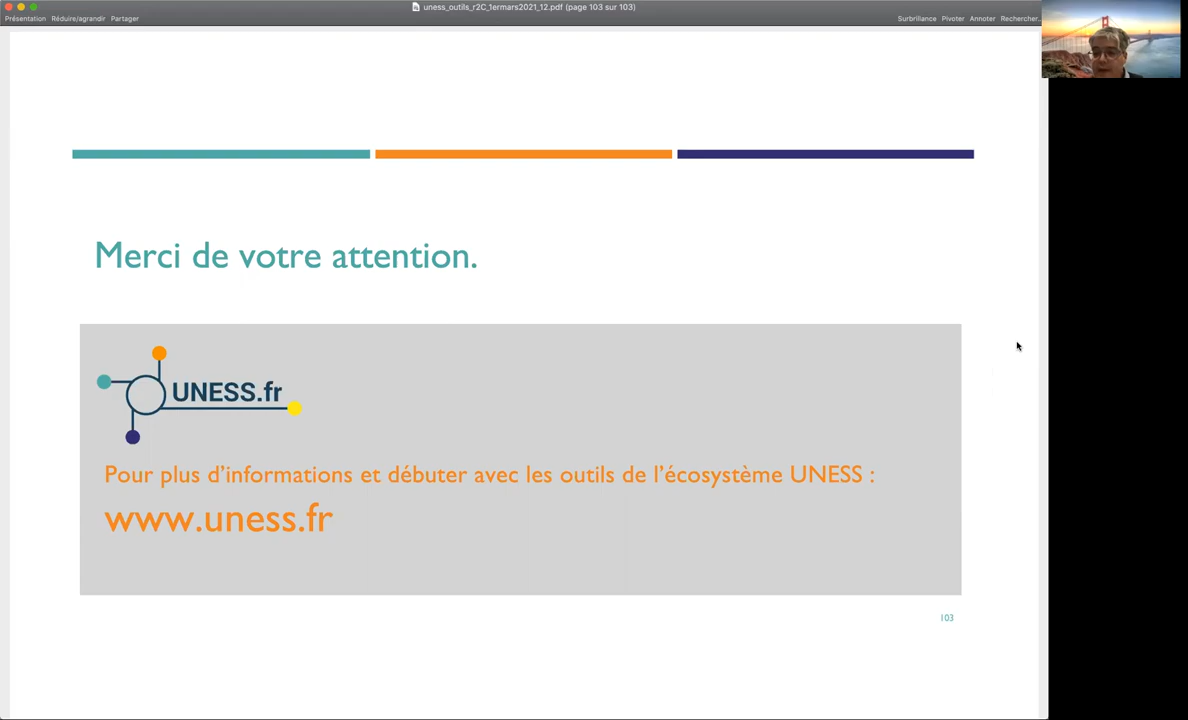 uness_outils_r2C_1ermars2021_12.pdf (page 103 sur 103)
Présentation Réduire/agrandir Partager Surbrillance Pivoter Annoter Rechercher...
Merci de votre attention.
UNESS.fr
Pour plus d’informations et débuter avec les outils de l’écosystème UNESS :
www.uness.fr
103